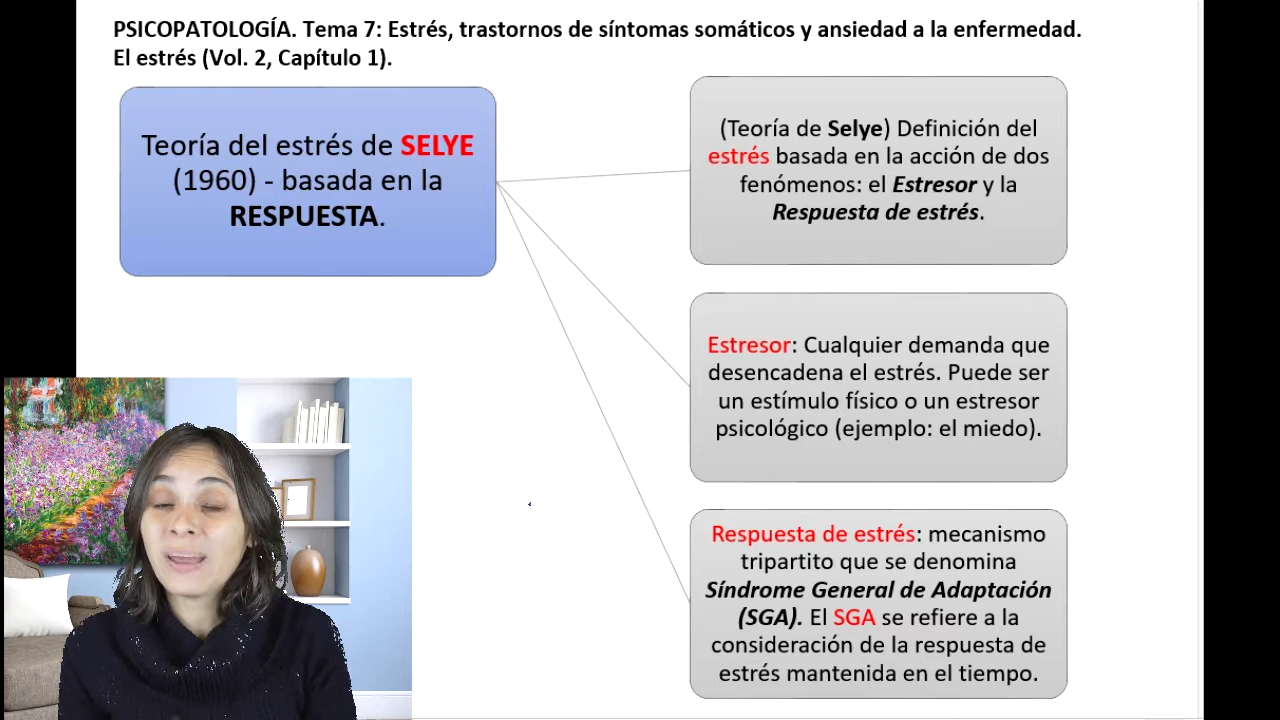 PSICOPATOLOGÍA. Tema 7: Estrés, trastornos de síntomas somáticos y ansiedad a la enfermedad.
El estrés (Vol. 2, Capítulo 1).
Teoría del estrés de SELYE
(1960) - basada en la
RESPUESTA.
(Teoría de Selye) Definición del
estrés basada en la acción de dos
fenómenos: el Estresor y la
Respuesta de estrés.
Estresor: Cualquier demanda que
desencadena el estrés. Puede ser
un estímulo físico o un estresor
psicológico (ejemplo: el miedo).
Respuesta de estrés: mecanismo
tripartito que se denomina
Síndrome General de Adaptación
(SGA). El SGA se refiere a la
consideración de la respuesta de
estrés mantenida en el tiempo.